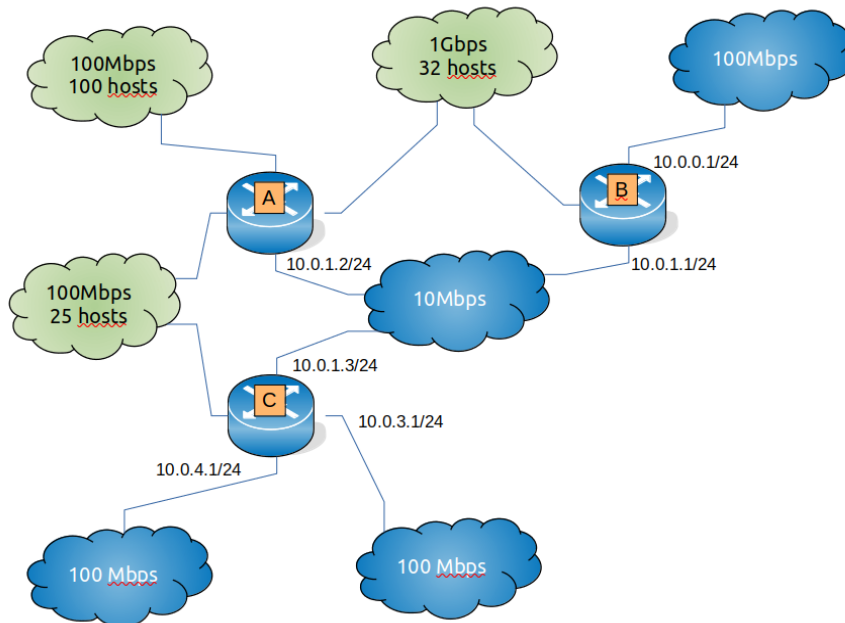 100Mbps
100 hosts
1Gbps
32 hosts
100Mbps
10.0.0.1/24
A
B
10.0.1.2/24
10.0.1.1/24
100Mbps
25 hosts
10Mbps
10.0.1.3/24
C
10.0.3.1/24
10.0.4.1/24
100 Mbps
100 Mbps